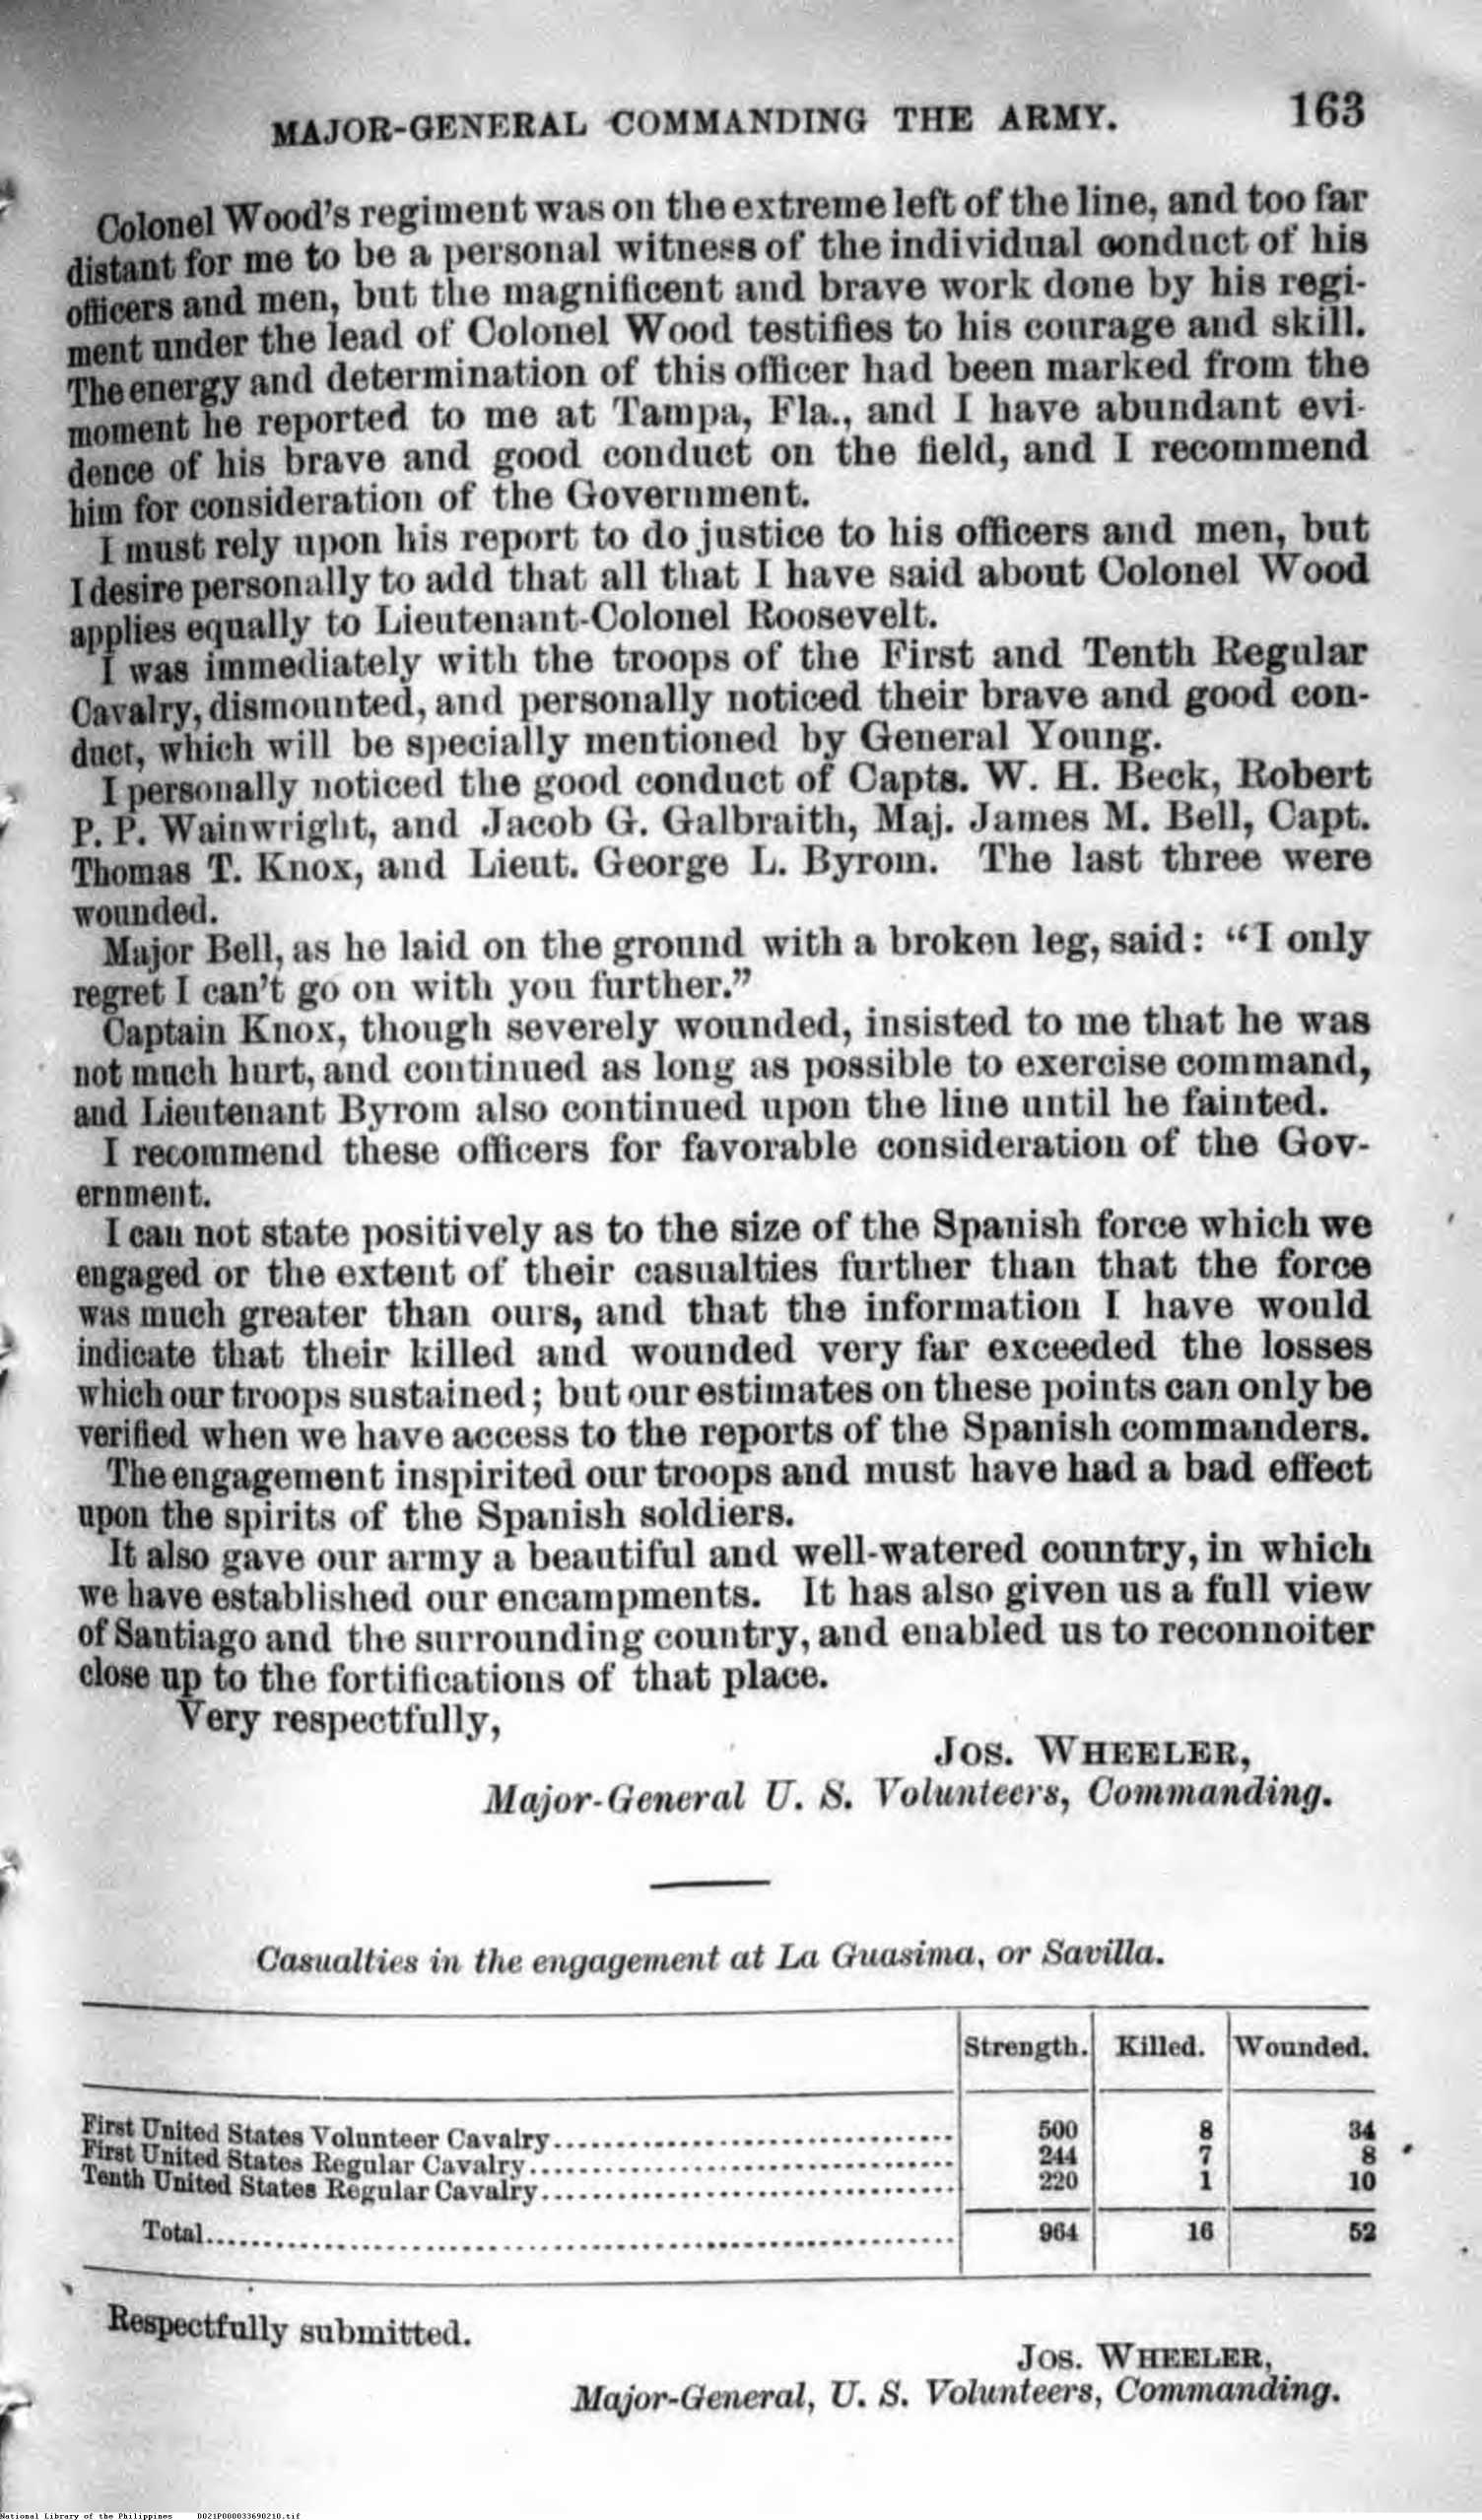 MAJOR-GENERAL COMMANDING THE ARMY. 163
Colonel Wood's regiment was on the extreme left of the line, and too far
distant for me to be a personal witness of the individual conduct of his
officers and men, but the magnificent and brave work done by his regi-
ment under the lead of Colonel Wood testifies to his courage and skill.
The energy and determination of this officer had been marked from the
moment he reported to me at Tampa, Fla., and I have abundant evi-
dence of his brave and good conduct on the field, and I recommend
him for consideration of the Government.
I must rely upon his report to do justice to his officers and men, but
I desire personally to add that all that I have said about Colonel Wood
applies equally to Lieutenant-Colonel Roosevelt.
I was immediately with the troops of the First and Tenth Regular
Cavalry, dismounted, and personally noticed their brave and good con-
duct, which will be specially mentioned by General Young.
I personally noticed the good conduct of Capts. W. H. Beck, Robert
P. P. Wainwright, and Jacob G. Galbraith, Maj. James M. Bell, Capt.
Thomas T. Knox, and Lieut. George L. Byrom. The last three were
wounded.
Major Bell, as he laid on the ground with a broken leg, said: “I only
regret I can't go on with you further.”
Captain Knox, though severely wounded, insisted to me that he was
not much hurt, and continued as long as possible to exercise command,
and Lieutenant Byrom also continued upon the line until he fainted.
I recommend these officers for favorable consideration of the Gov-
ernment.
I can not state positively as to the size of the Spanish force which we
engaged or the extent of their casualties further than that the force
was much greater than ours, and that the information I have would
indicate that their killed and wounded very far exceeded the losses
which our troops sustained; but our estimates on these points can only be
verified when we have access to the reports of the Spanish commanders.
The engagement inspirited our troops and must have had a bad effect
upon the spirits of the Spanish soldiers.
It also gave our army a beautiful and well-watered country, in which
we have established our encampments. It has also given us a full view
of Santiago and the surrounding country, and enabled us to reconnoiter
close up to the fortifications of that place.
Very respectfully,
JOS. WHEELER,
Major-General U. S. Volunteers, Commanding.
Casualties in the engagement at La Guasima, or Savilla.
Strength. Killed. Wounded.
First United States Volunteer Cavalry 500 8 34
First United States Regular Cavalry 244 7 8
Tenth United States Regular Cavalry 220 1 10
Total 964 16 52
Respectfully submitted.
JOS. WHEELER,
Major-General, U. S. Volunteers, Commanding.
National Library of the Philippines D021P000033690210.tif